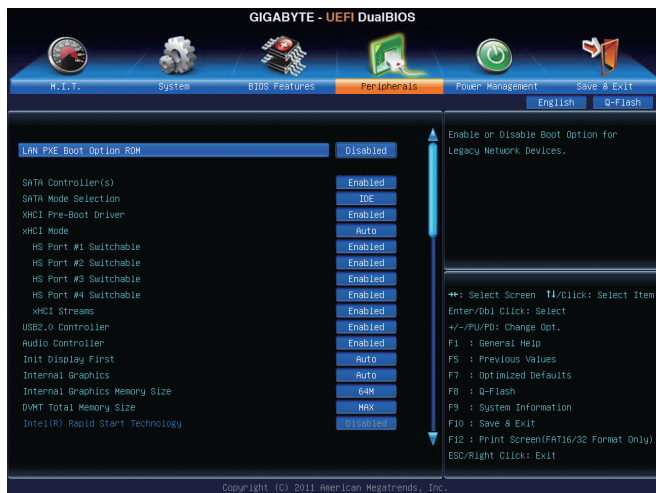 GIGABYTE - UEFI DualBIOS
M.I.T. System BIOS Features Peripherals Power Management Save & Exit
English Q-Flash
LAN PXE Boot Option ROM Disabled
SATA Controller(s) Enabled
SATA Mode Selection IDE
XHCI Pre-Boot Driver Enabled
xHCI Mode Auto
HS Port #1 Switchable Enabled
HS Port #2 Switchable Enabled
HS Port #3 Switchable Enabled
HS Port #4 Switchable Enabled
xHCI Streams Enabled
USB2.0 Controller Enabled
Audio Controller Enabled
Init Display First Auto
Internal Graphics Auto
Internal Graphics Memory Size 64M
DVMT Total Memory Size MAX
Intel(R) Rapid Start Technology Disabled
Enable or Disable Boot Option for
Legacy Network Devices.
→←: Select Screen ↑↓/Click: Select Item
Enter/Dbl Click: Select
+/-/PU/PD: Change Opt.
F1 : General Help
F5 : Previous Values
F7 : Optimized Defaults
F8 : Q-Flash
F9 : System Information
F10 : Save & Exit
F12 : Print Screen(FAT16/32 Format Only)
ESC/Right Click: Exit
Copyright (C) 2011 American Megatrends, Inc.